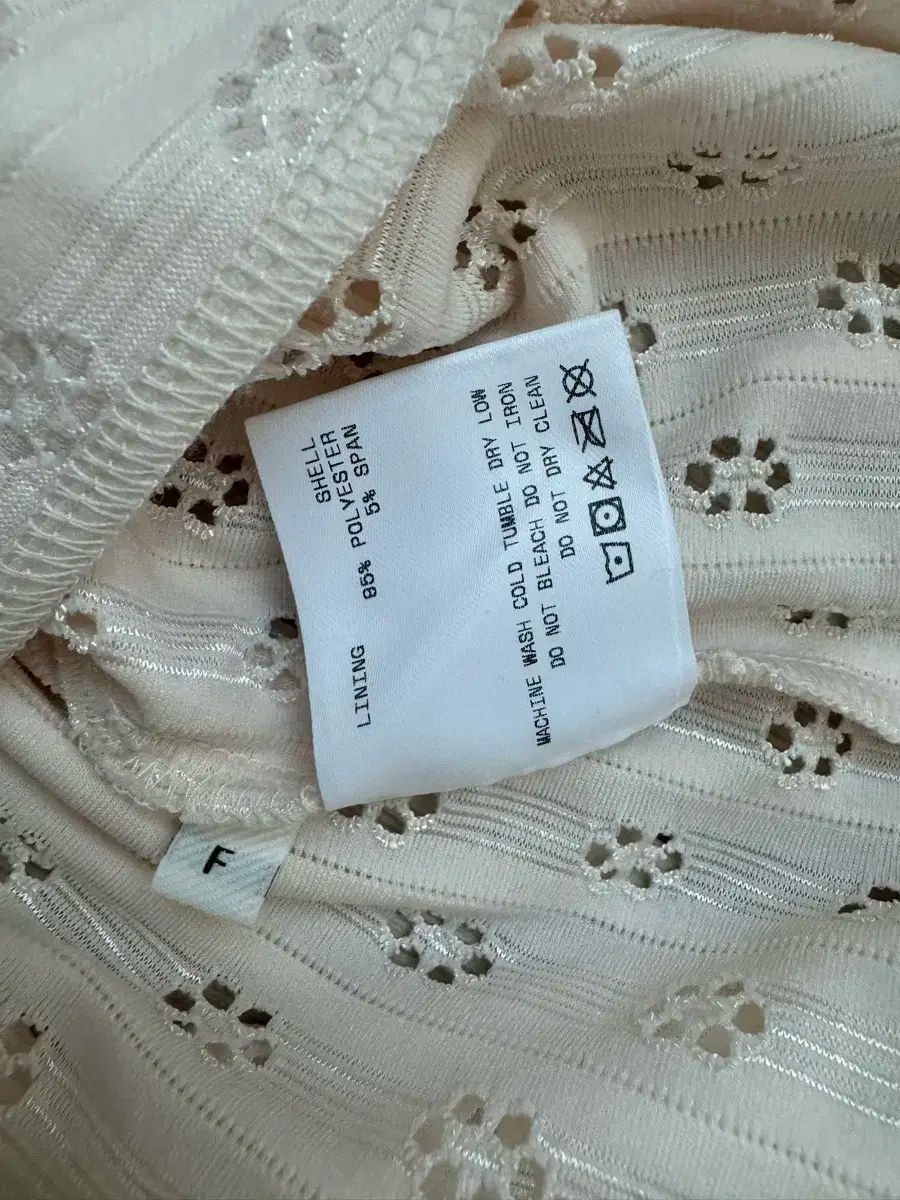 LINING SHELL
85% POLYESTER
5% SPAN
MACHINE WASH COLD TUMBLE DRY LOW
DO NOT BLEACH DO NOT IRON
DO NOT DRY CLEAN
F